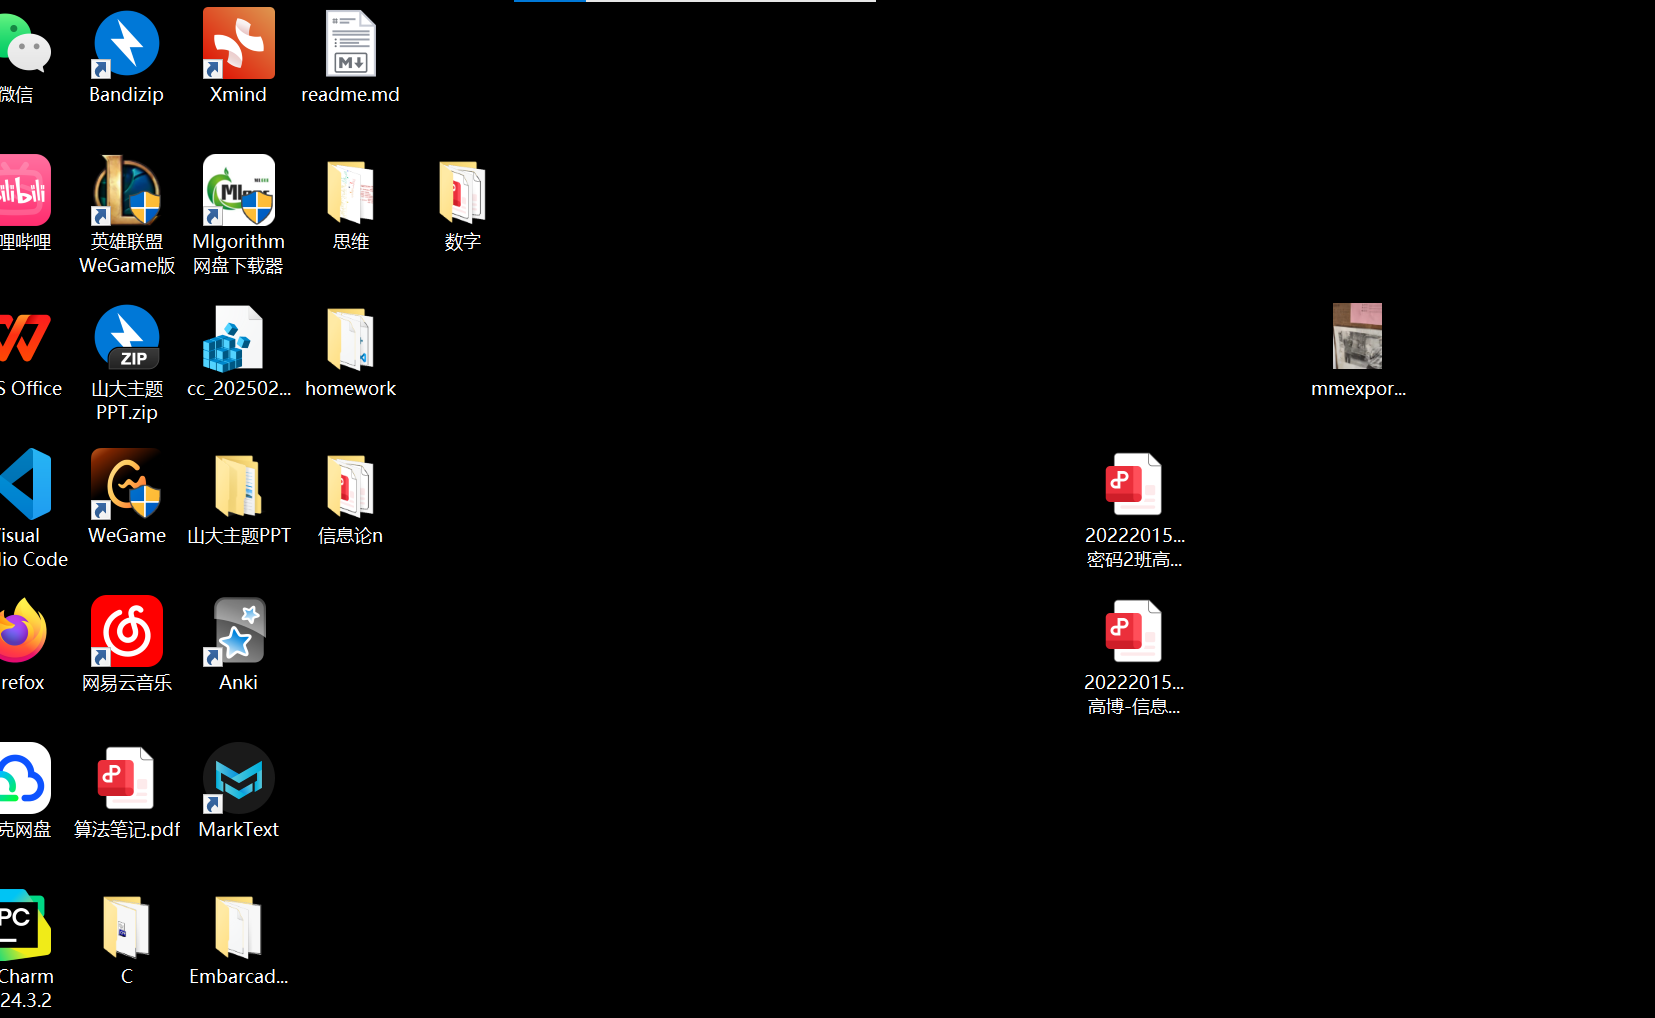 微信
Bandizip
Xmind
readme.md
哩哔哩
英雄联盟
WeGame版
MIgorithm
网盘下载器
思维
数字
S Office
山大主题
PPT.zip
cc_202502...
homework
mmexpor...
isual
io Code
WeGame
山大主题PPT
信息论n
20222015...
密码2班高...
refox
网易云音乐
Anki
20222015...
高博-信息...
克网盘
算法笔记.pdf
MarkText
Charm
24.3.2
C
Embarcad...